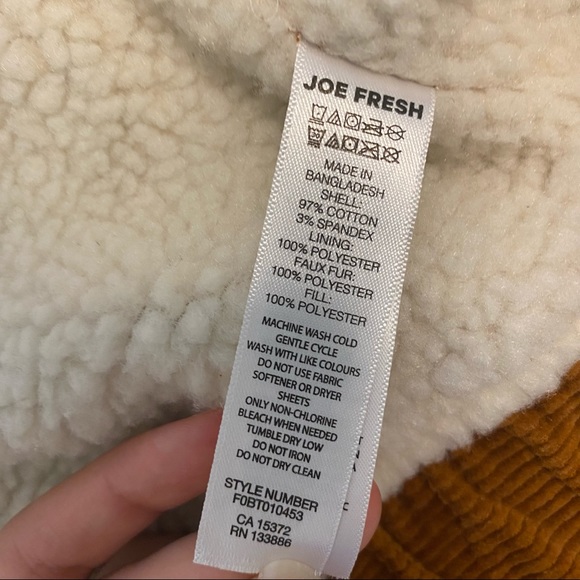 JOE FRESH
MADE IN
BANGLADESH
SHELL:
97% COTTON
3% SPANDEX
LINING:
100% POLYESTER
FAUX FUR:
100% POLYESTER
FILL:
100% POLYESTER
MACHINE WASH COLD
GENTLE CYCLE
WASH WITH LIKE COLOURS
DO NOT USE FABRIC
SOFTENER OR DRYER
SHEETS
ONLY NON-CHLORINE
BLEACH WHEN NEEDED
TUMBLE DRY LOW
DO NOT IRON
DO NOT DRY CLEAN
STYLE NUMBER
F0BT010453
CA 15372
RN 133886